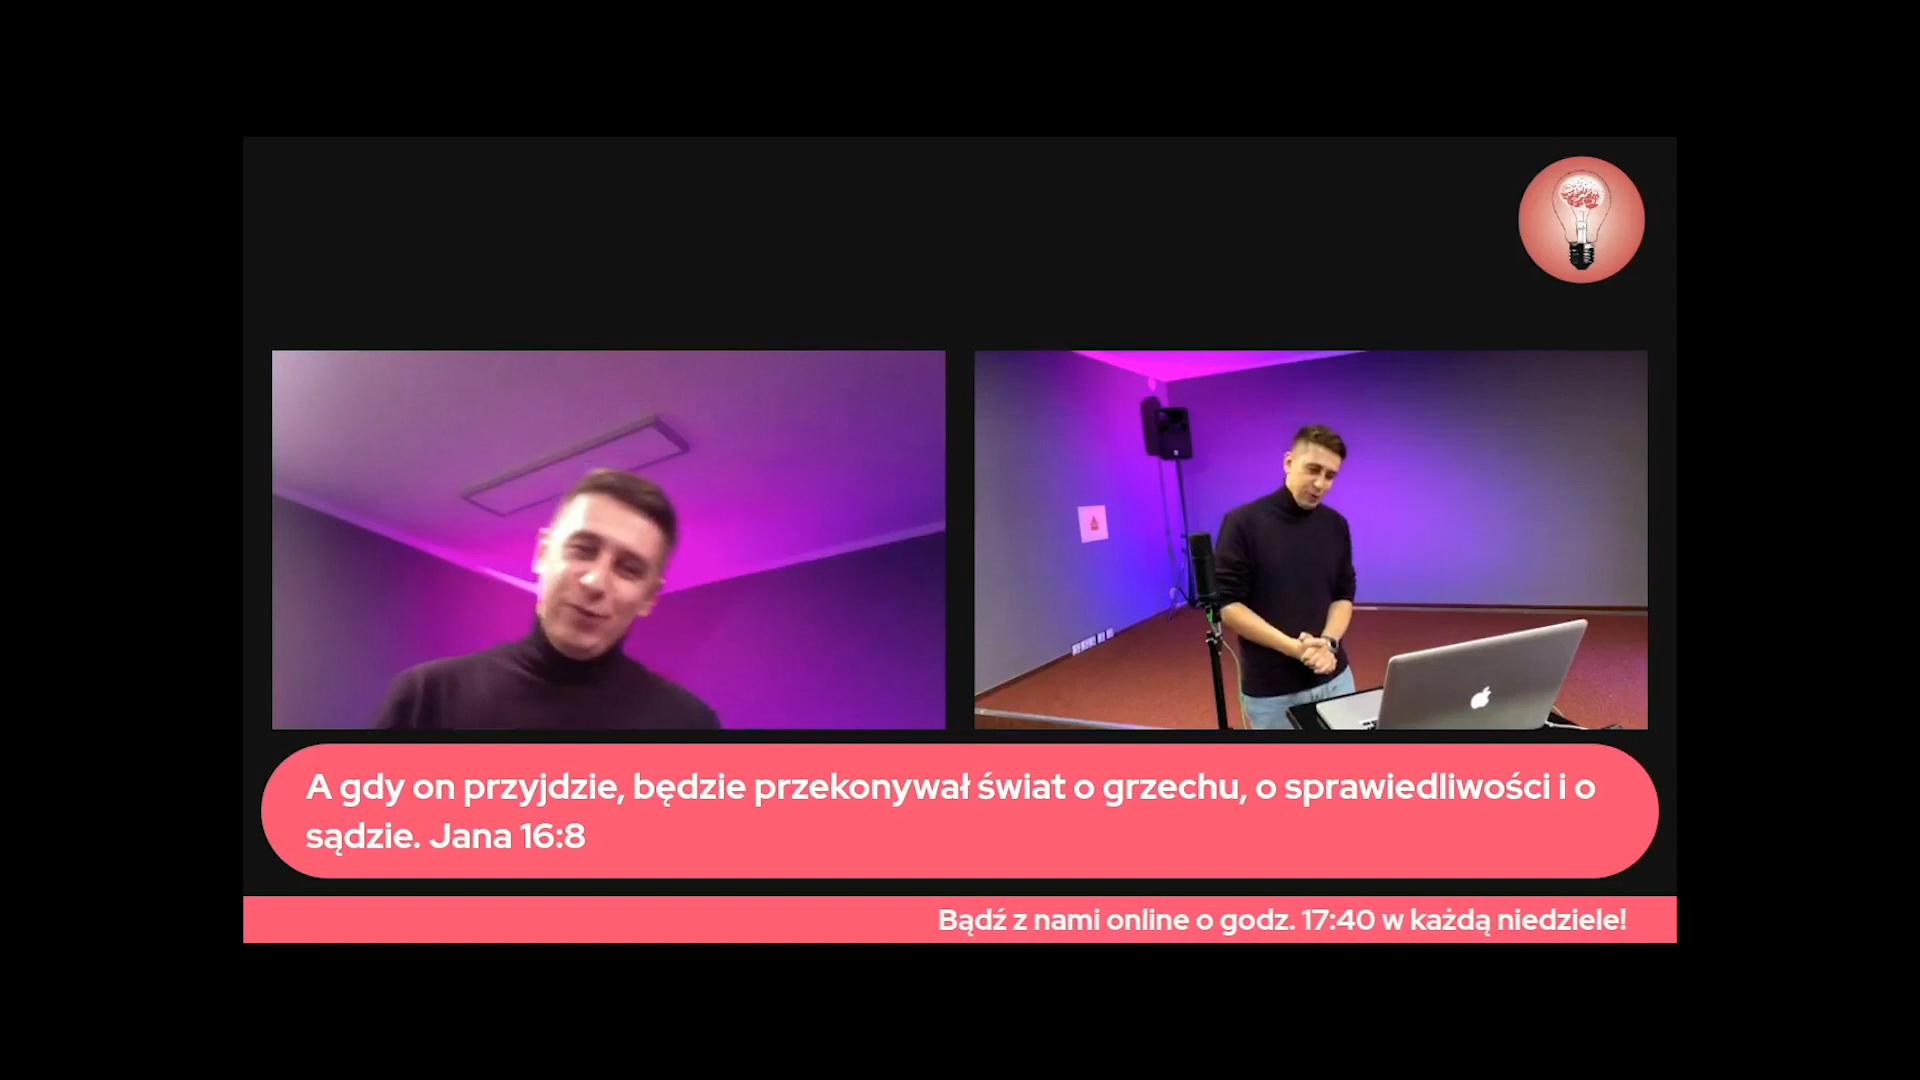 A gdy on przyjdzie, będzie przekonywał świat o grzechu, o sprawiedliwości i o
sądzie. Jana 16:8
Bądź z nami online o godz. 17:40 w każdą niedziele!